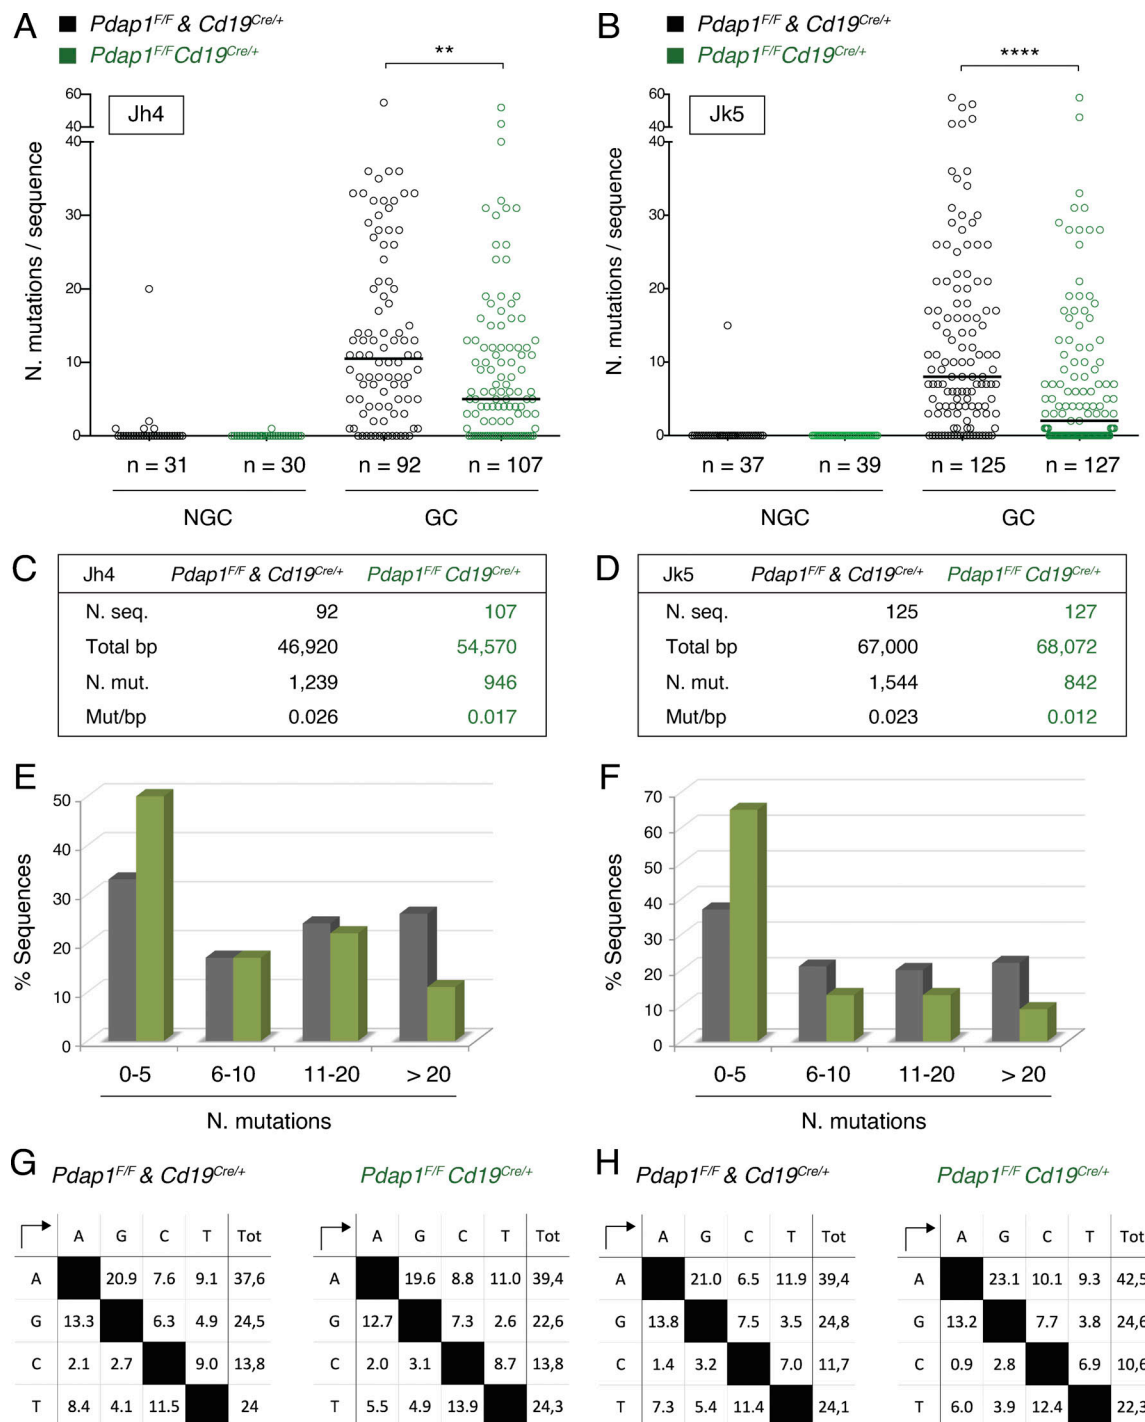 A
Pdap1F/F & Cd19Cre/+
Pdap1F/F Cd19Cre/+
**
Jh4
N. mutations / sequence
60
40
40
30
20
10
0
n = 31 n = 30 n = 92 n = 107
NGC GC
B
Pdap1F/F & Cd19Cre/+
Pdap1F/F Cd19Cre/+
****
Jk5
N. mutations / sequence
60
40
40
30
20
10
0
n = 37 n = 39 n = 125 n = 127
NGC GC
C
Jh4 Pdap1F/F & Cd19Cre/+ Pdap1F/F Cd19Cre/+
N. seq. 92 107
Total bp 46,920 54,570
N. mut. 1,239 946
Mut/bp 0.026 0.017
D
Jk5 Pdap1F/F & Cd19Cre/+ Pdap1F/F Cd19Cre/+
N. seq. 125 127
Total bp 67,000 68,072
N. mut. 1,544 842
Mut/bp 0.023 0.012
E
% Sequences
50
40
30
20
10
0
0-5 6-10 11-20 > 20
N. mutations
F
% Sequences
70
60
50
40
30
20
10
0
0-5 6-10 11-20 > 20
N. mutations
G
Pdap1F/F & Cd19Cre/+
A G C T Tot
A 20.9 7.6 9.1 37,6
G 13.3 6.3 4.9 24,5
C 2.1 2.7 9.0 13,8
T 8.4 4.1 11.5 24
Pdap1F/F Cd19Cre/+
A G C T Tot
A 19.6 8.8 11.0 39,4
G 12.7 7.3 2.6 22,6
C 2.0 3.1 8.7 13,8
T 5.5 4.9 13.9 24,3
H
Pdap1F/F & Cd19Cre/+
A G C T Tot
A 21.0 6.5 11.9 39,4
G 13.8 7.5 3.5 24,8
C 1.4 3.2 7.0 11,7
T 7.3 5.4 11.4 24,1
Pdap1F/F Cd19Cre/+
A G C T Tot
A 23.1 10.1 9.3 42,5
G 13.2 7.7 3.8 24,6
C 0.9 2.8 6.9 10,6
T 6.0 3.9 12.4 22,3